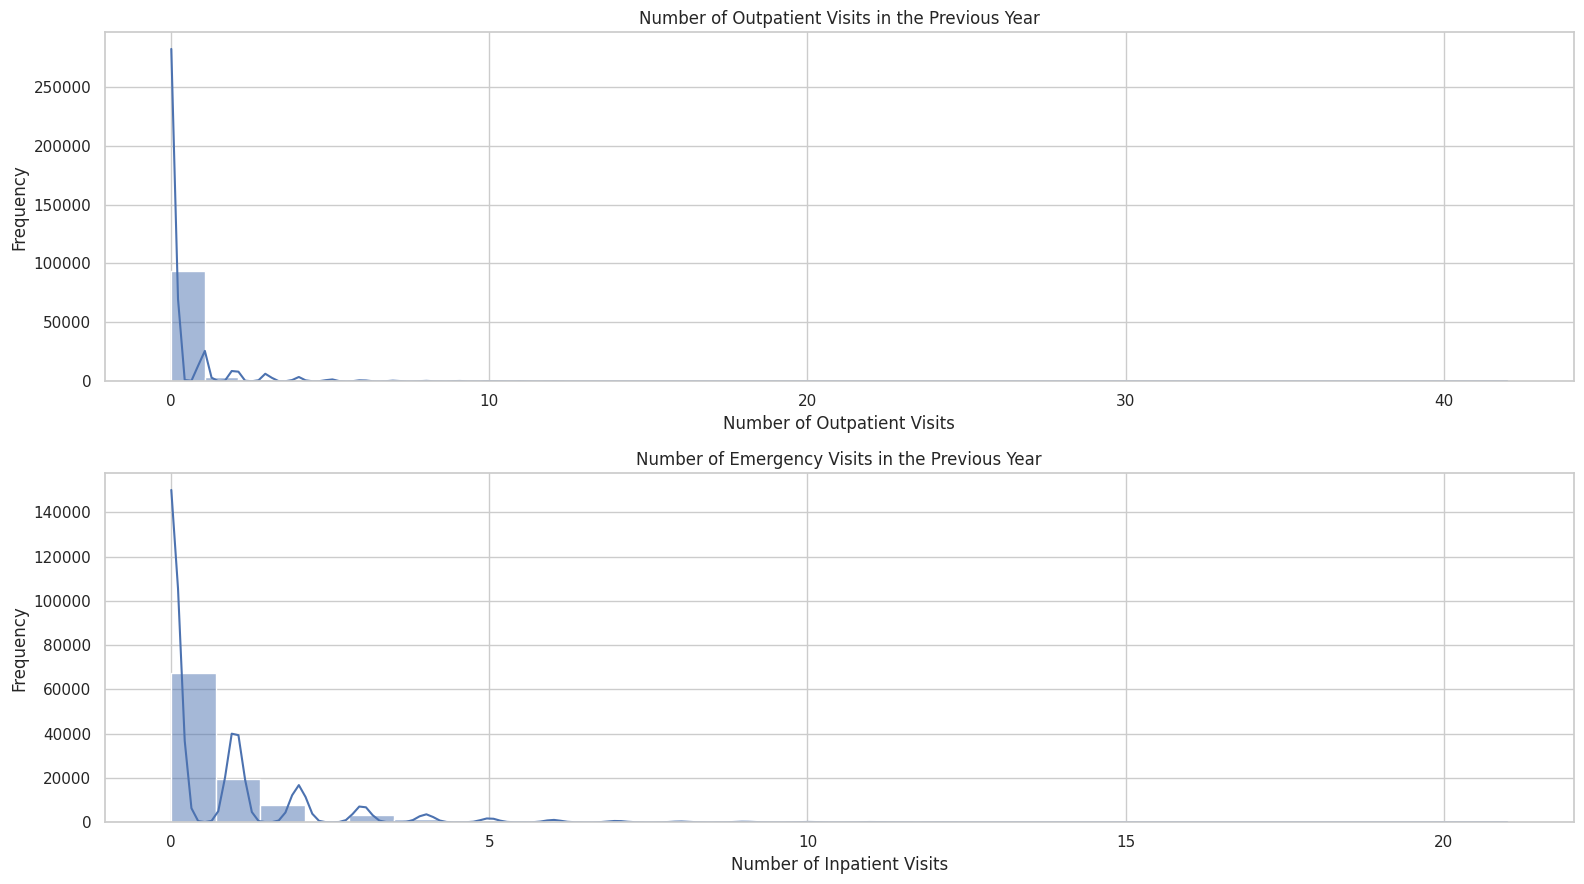 Number of Outpatient Visits in the Previous Year
Frequency
250000
200000
150000
100000
50000
0
0 10 20 30 40
Number of Outpatient Visits
Number of Emergency Visits in the Previous Year
Frequency
140000
120000
100000
80000
60000
40000
20000
0
0 5 10 15 20
Number of Inpatient Visits